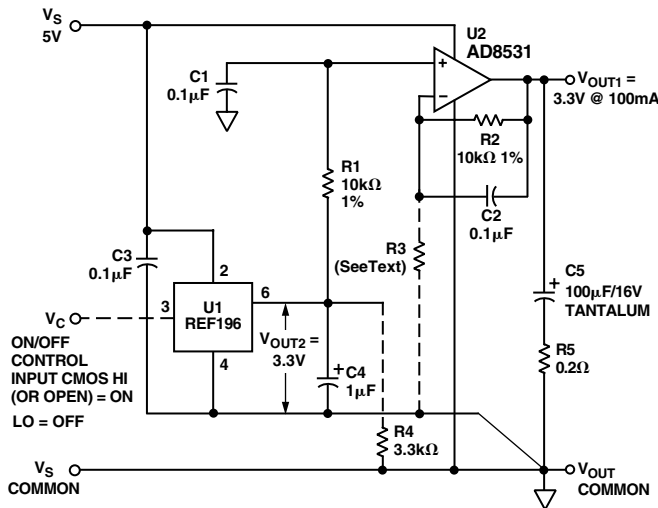 VS
5V
U2
AD8531
C1
0.1µF
+
−
VOUT1 =
3.3V @ 100mA
R2
10kΩ 1%
R1
10kΩ
1%
C2
0.1µF
C3
0.1µF
R3
(SeeText)
2
3
6
U1
REF196
4
VC
ON/OFF
CONTROL
INPUT CMOS HI
(OR OPEN) = ON
LO = OFF
VOUT2 =
3.3V
+
C4
1µF
+
C5
100µF/16V
TANTALUM
R5
0.2Ω
R4
3.3kΩ
VS
COMMON
VOUT
COMMON